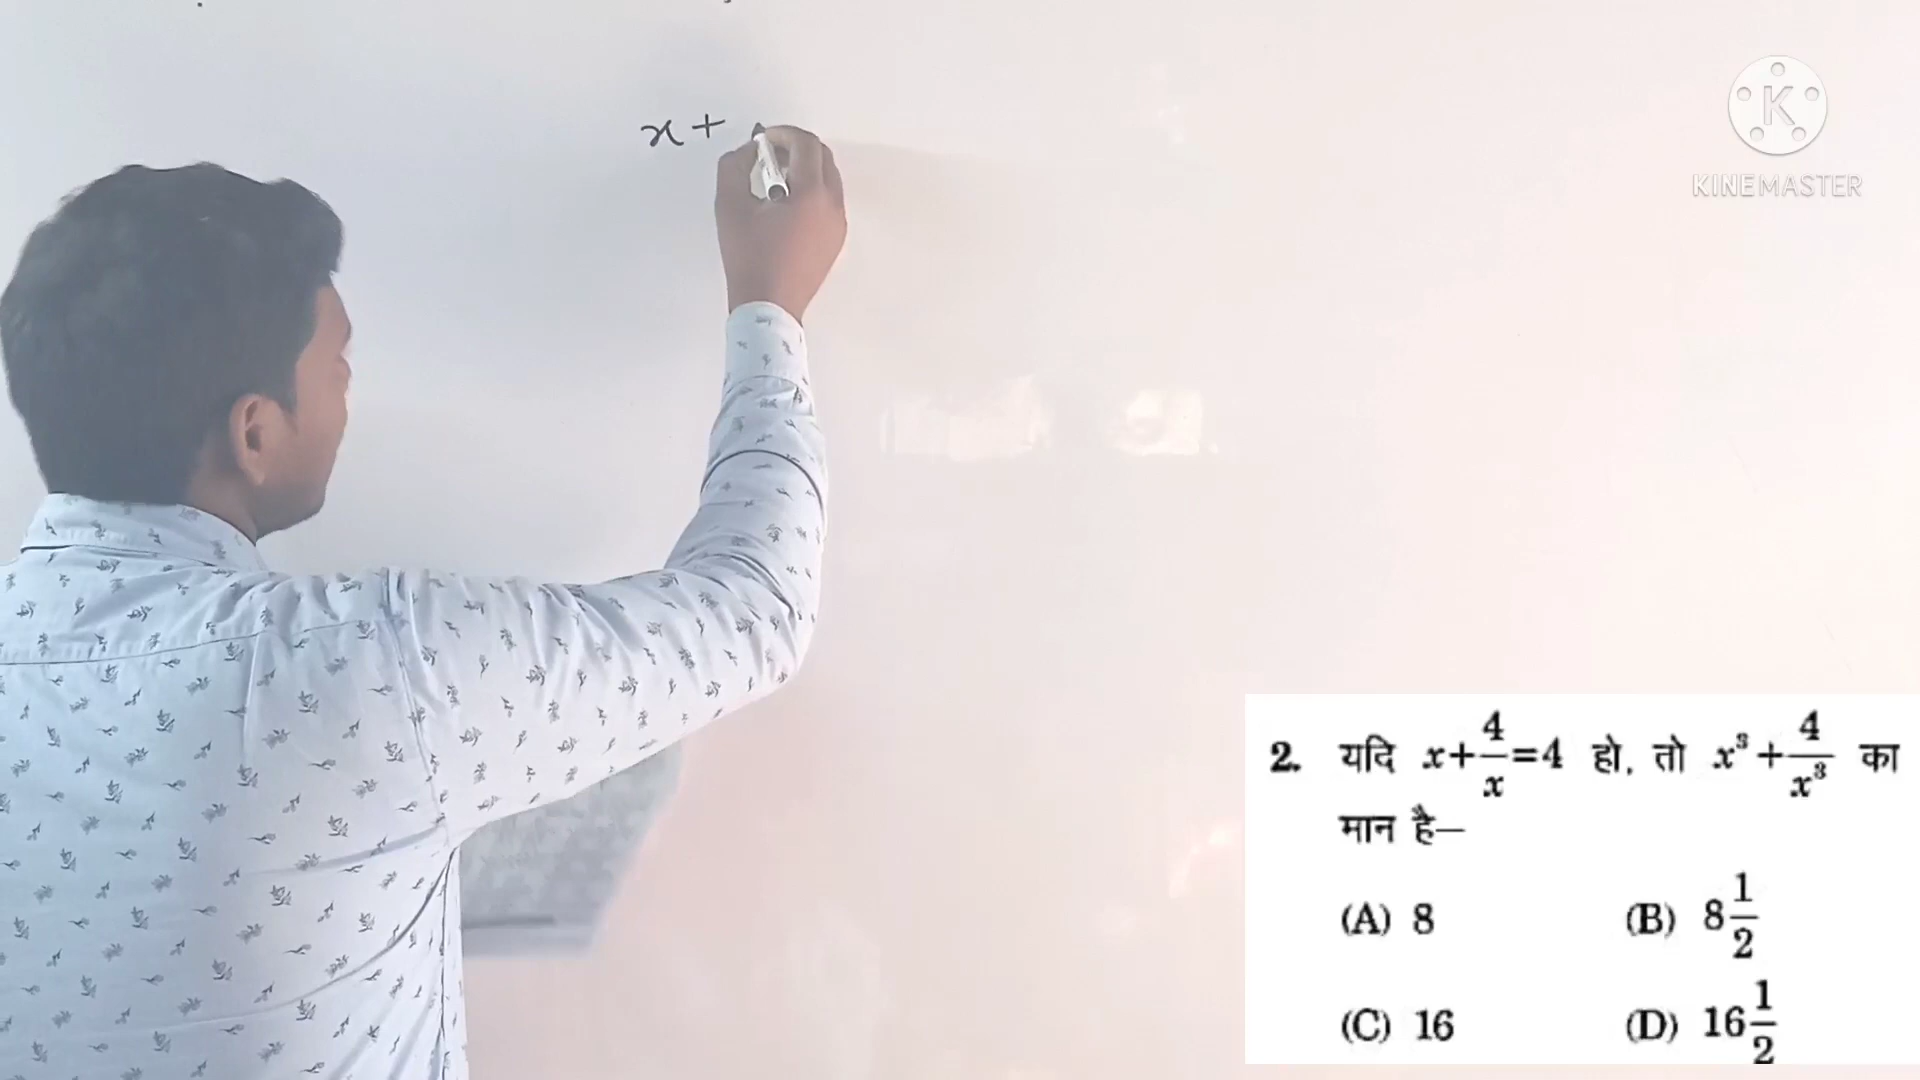 x+
K
KINEMASTER
2. यदि x+4/x=4 हो, तो x³+4/x³ का
मान है—
(A) 8 (B) 8 1/2
(C) 16 (D) 16 1/2